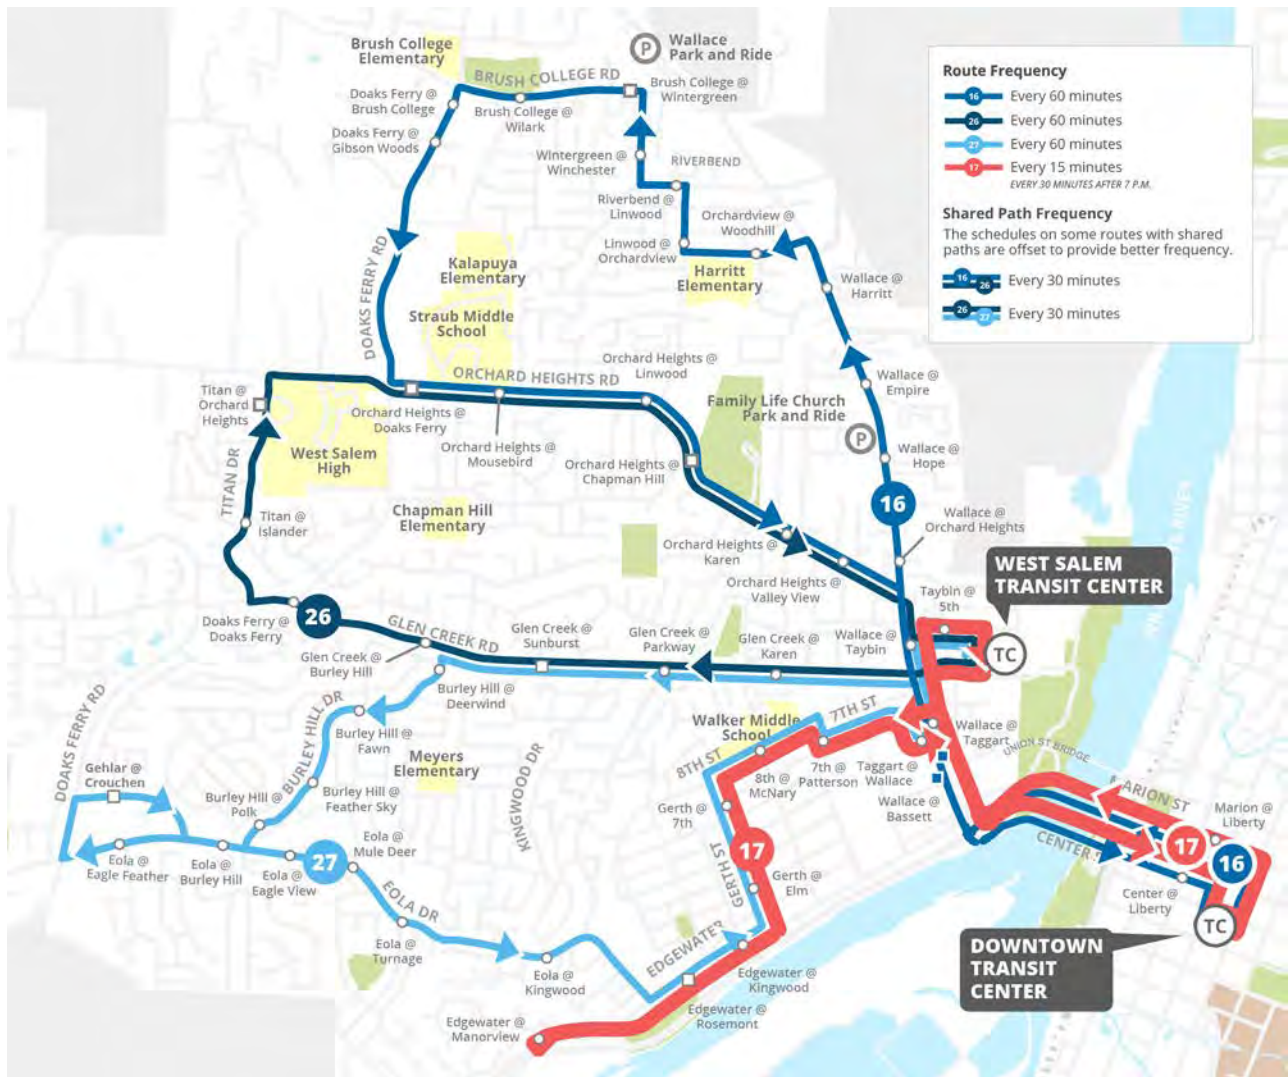 Brush College
Elementary
P
Wallace
Park and Ride
BRUSH COLLEGE RD
Doaks Ferry @
Brush College
Brush College @
Wilark
Brush College @
Wintergreen
Doaks Ferry @
Gibson Woods
Wintergreen @
Winchester
RIVERBEND
Riverbend @
Linwood
Orchardview @
Woodhill
Linwood @
Orchardview
Harritt
Elementary
Wallace @
Harritt
Route Frequency
16 Every 60 minutes
26 Every 60 minutes
27 Every 60 minutes
17 Every 15 minutes
EVERY 30 MINUTES AFTER 7 P.M.
Shared Path Frequency
The schedules on some routes with shared
paths are offset to provide better frequency.
16 26 Every 30 minutes
26 27 Every 30 minutes
DOAKS FERRY RD
Kalapuya
Elementary
Straub Middle
School
ORCHARD HEIGHTS RD
Orchard Heights @
Linwood
Wallace @
Empire
Family Life Church
Park and Ride
P
Titan @
Orchard
Heights
Orchard Heights @
Doaks Ferry
Orchard Heights @
Mousebird
Orchard Heights @
Chapman Hill
Wallace @
Hope
West Salem
High
TITAN DR
Titan @
Islander
Chapman Hill
Elementary
16
Wallace @
Orchard Heights
Orchard Heights @
Karen
Orchard Heights @
Valley View
WEST SALEM
TRANSIT CENTER
Taybin @
5th
TC
Doaks Ferry @
Doaks Ferry
26
GLEN CREEK RD
Glen Creek @
Burley Hill
Glen Creek @
Sunburst
Glen Creek @
Parkway
Glen Creek @
Karen
Wallace @
Taybin
Burley Hill @
Deerwind
BURLEY HILL DR
Burley Hill @
Fawn
DOAKS FERRY RD
Walker Middle
School
7TH ST
Wallace @
Taggart
UNION ST BRIDGE
Meyers
Elementary
KINGWOOD DR
8TH ST
8th @
McNary
7th @
Patterson
Taggart @
Wallace
Wallace @
Bassett
Gehlar @
Crouchen
Burley Hill @
Polk
Burley Hill @
Feather Sky
Gerth @
7th
ARION ST
Marion @
Liberty
CENTER
17
16
Eola @
Eagle Feather
Eola @
Burley Hill
Eola @
Eagle View
27
Eola @
Mule Deer
17
GERTH ST
Gerth @
Elm
Center @
Liberty
TC
EOLA DR
Eola @
Turnage
Eola @
Kingwood
EDGEWATER
Edgewater @
Kingwood
Edgewater @
Rosemont
Edgewater @
Manorview
DOWNTOWN
TRANSIT
CENTER